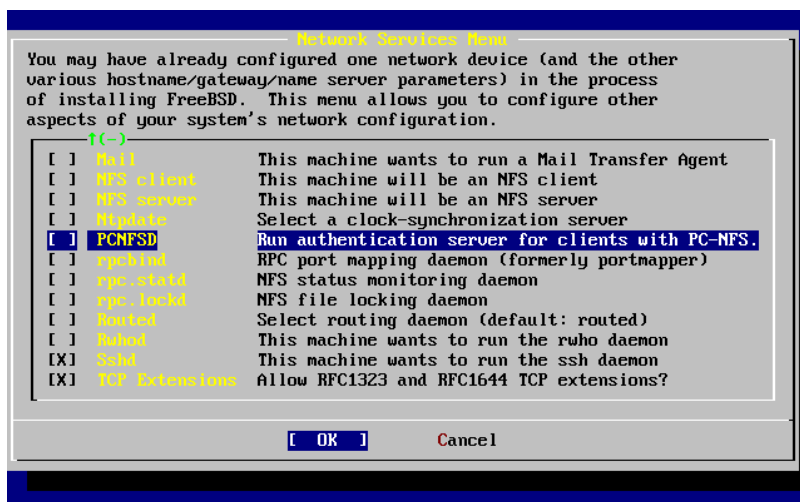 Network Services Menu
You may have already configured one network device (and the other
various hostname/gateway/name server parameters) in the process
of installing FreeBSD.  This menu allows you to configure other
aspects of your system's network configuration.
↑(-)
[ ] Mail This machine wants to run a Mail Transfer Agent
[ ] NFS client This machine will be an NFS client
[ ] NFS server This machine will be an NFS server
[ ] Ntpdate Select a clock-synchronization server
[ ] PCNFSD Run authentication server for clients with PC-NFS.
[ ] rpcbind RPC port mapping daemon (formerly portmapper)
[ ] rpc.statd NFS status monitoring daemon
[ ] rpc.lockd NFS file locking daemon
[ ] Routed Select routing daemon (default: routed)
[ ] Rwhod This machine wants to run the rwho daemon
[X] Sshd This machine wants to run the ssh daemon
[X] TCP Extensions Allow RFC1323 and RFC1644 TCP extensions?
[ OK ] Cancel